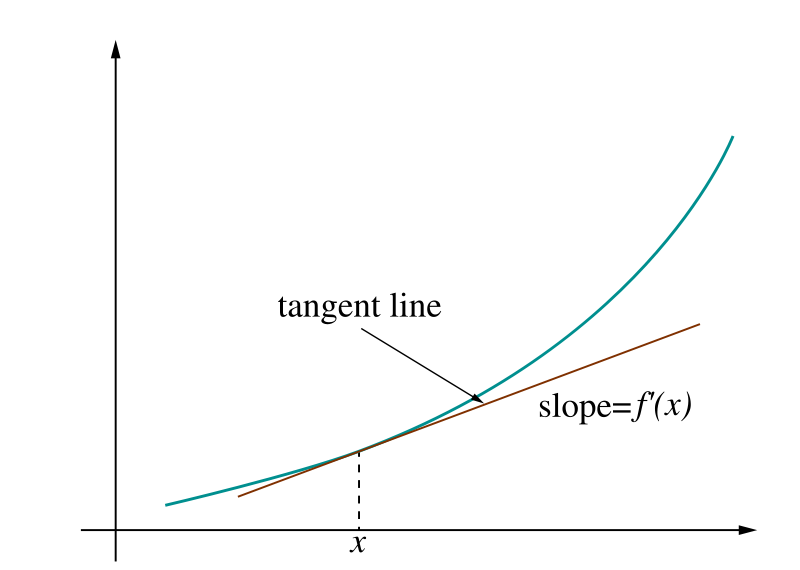 tangent line
slope=f'(x)
x